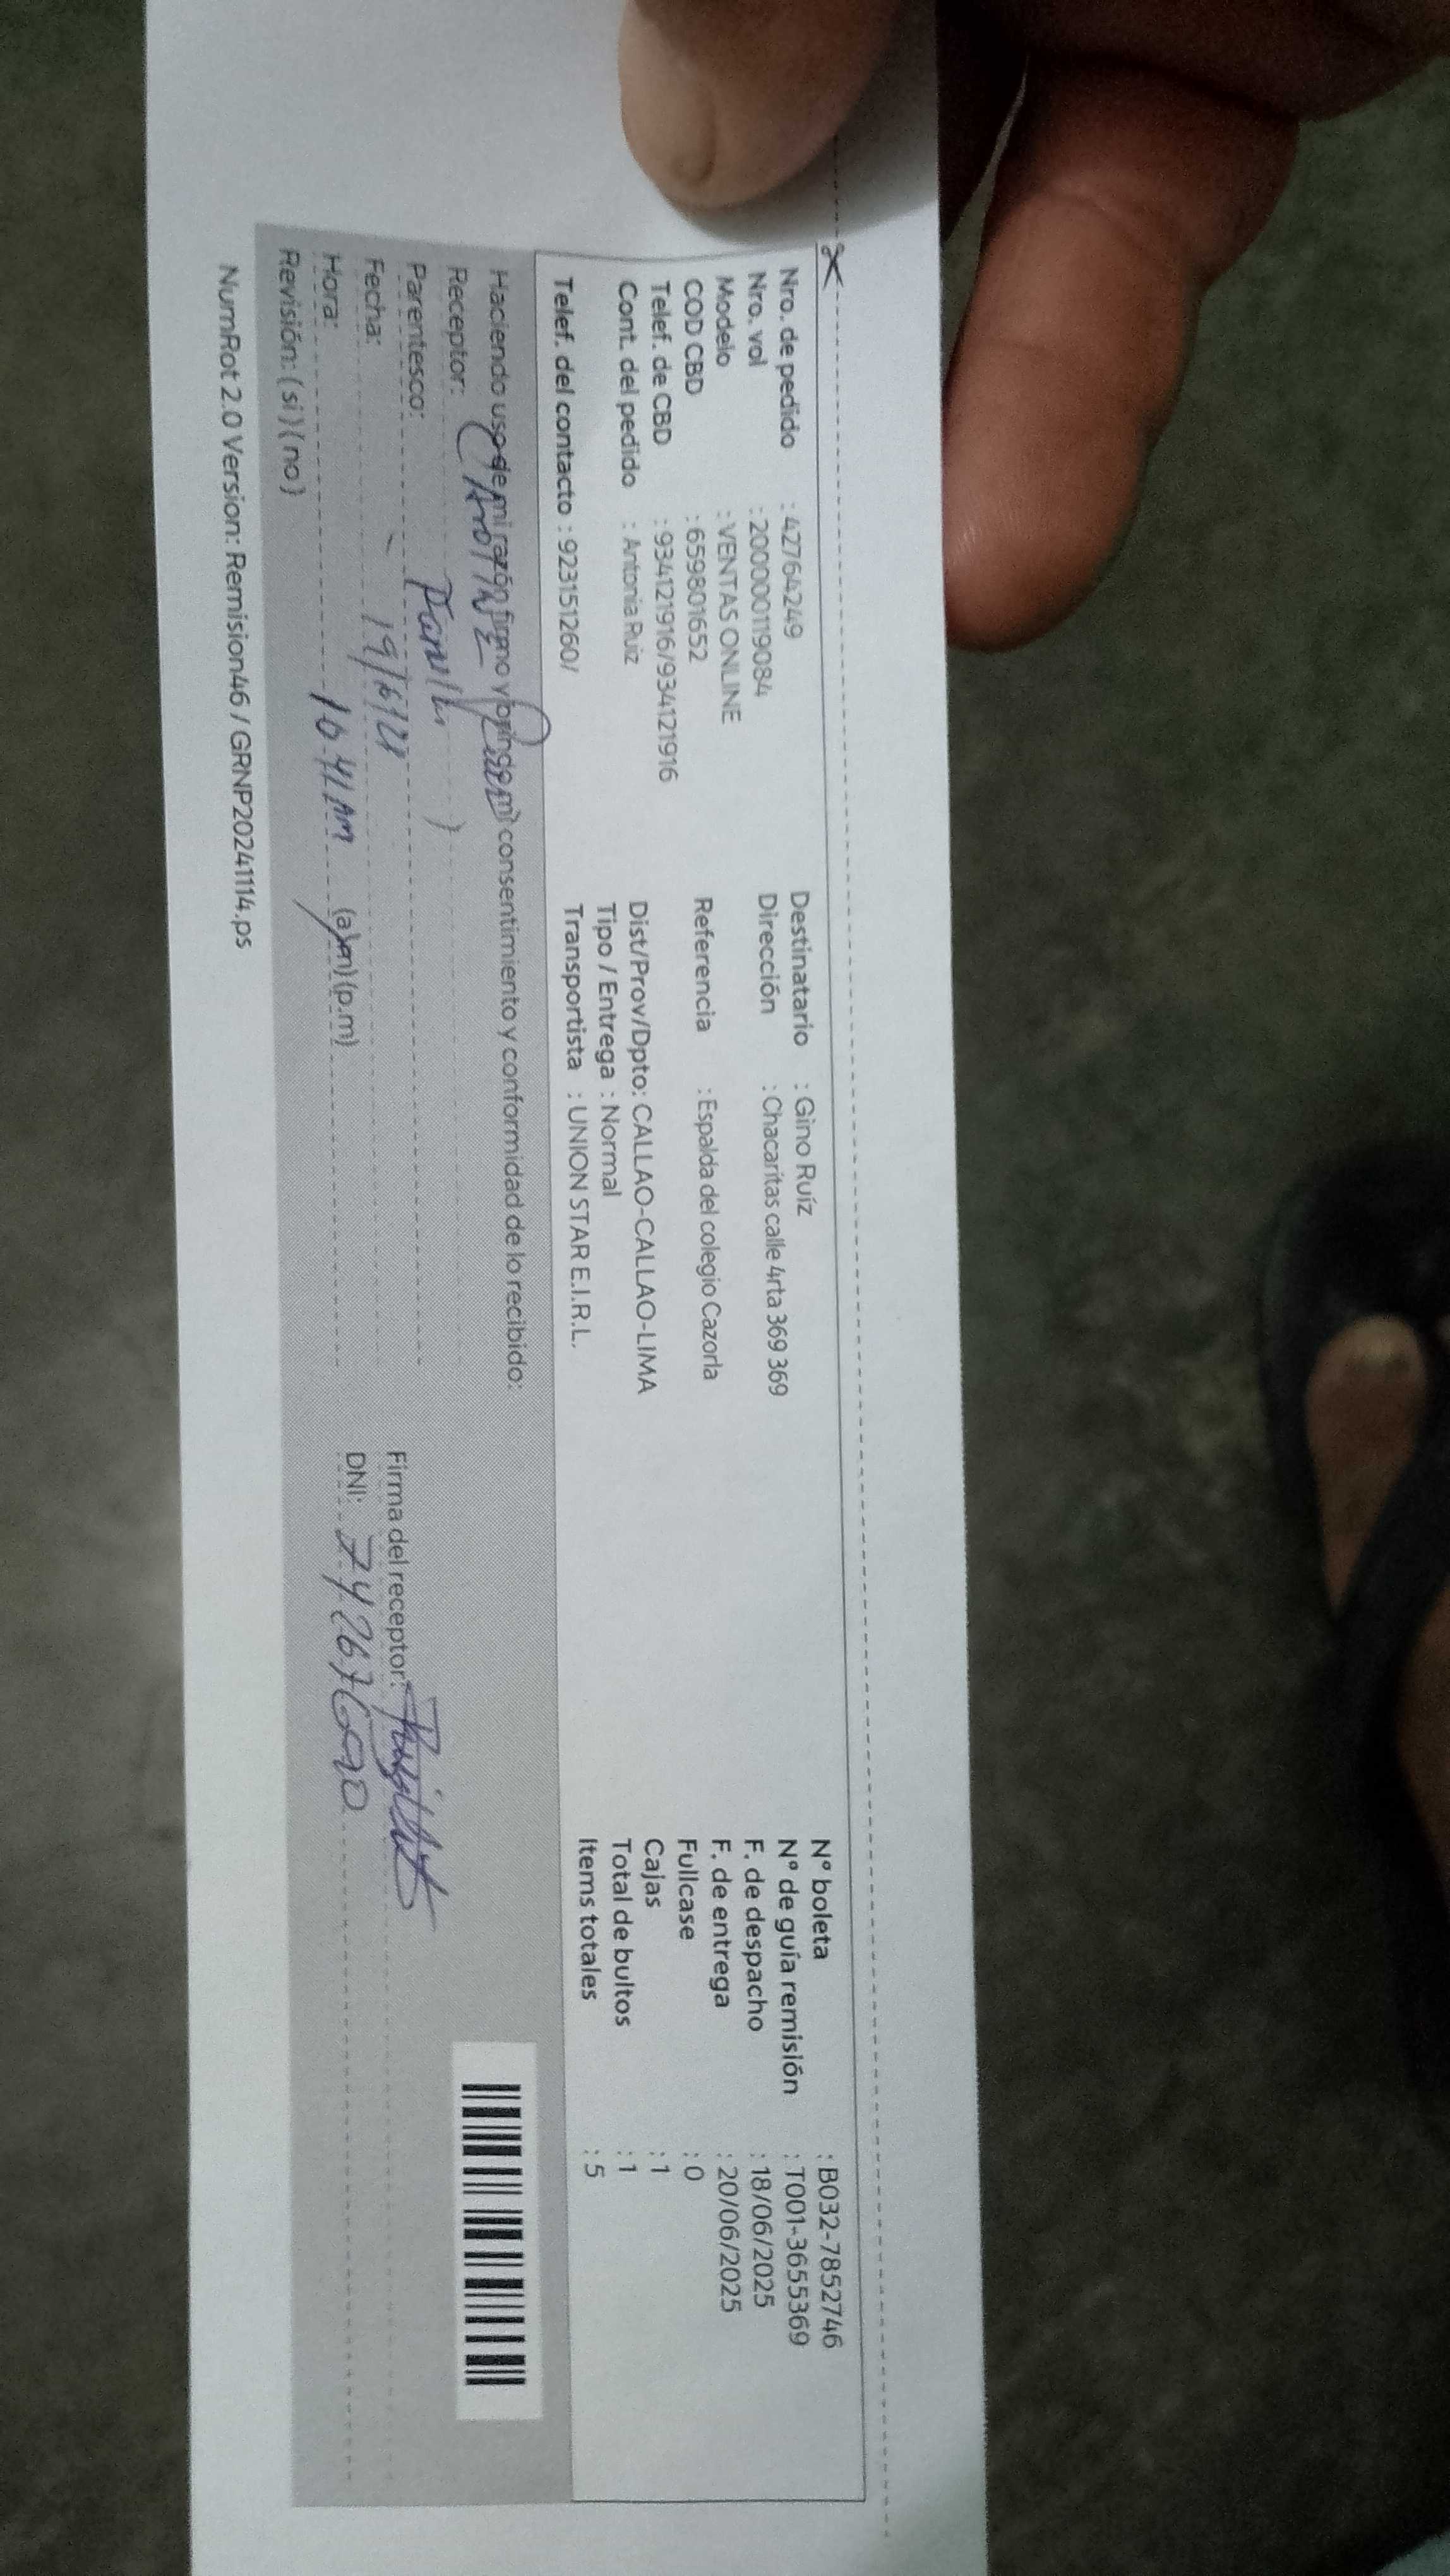 Nro. de pedido : 42764249
Nro. vol : 2000001119084
Modelo : VENTAS ONLINE
COD CBD : 659801652
Telef. de CBD : 934121916/934121916
Cont. del pedido : Antonia Ruiz
Telef. del contacto : 923151260/
Destinatario : Gino Ruíz
Dirección : Chacaritas calle 4rta 369 369
Referencia : Espalda del colegio Cazorla
Dist/Prov/Dpto: CALLAO-CALLAO-LIMA
Tipo / Entrega : Normal
Transportista : UNION STAR E.I.R.L.
N° boleta : B032-7852746
N° de guía remisión : T001-3655369
F. de despacho : 18/06/2025
F. de entrega : 20/06/2025
Fullcase : 0
Cajas : 1
Total de bultos : 1
Items totales : 5
Haciendo uso de mi razón firmo y brindo mi consentimiento y conformidad de lo recibido:
Receptor:
Parentesco:
Fecha: 19/6/
Hora: 10:41 AM (a.m) (p.m)
Revisión: (si) (no)
Firma del receptor:
DNI: 74267690
NumRot 2.0 Version: Remision46 / GRNP20241114.ps